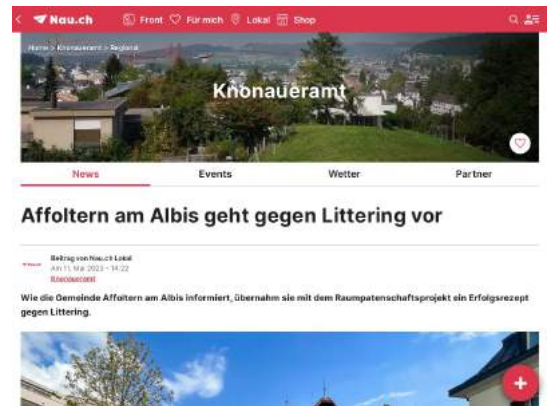 Nau.ch Front Für mich Lokal Shop
Home > Knonaueramt > Regional
Knonaueramt
News Events Wetter Partner
Affoltern am Albis geht gegen Littering vor
Beitrag von Nau.ch Lokal
Am 11. Mai 2023 - 14:22
Knonaueramt
Wie die Gemeinde Affoltern am Albis informiert, übernahm sie mit dem Raumpatenschaftsprojekt ein Erfolgsrezept
gegen Littering.